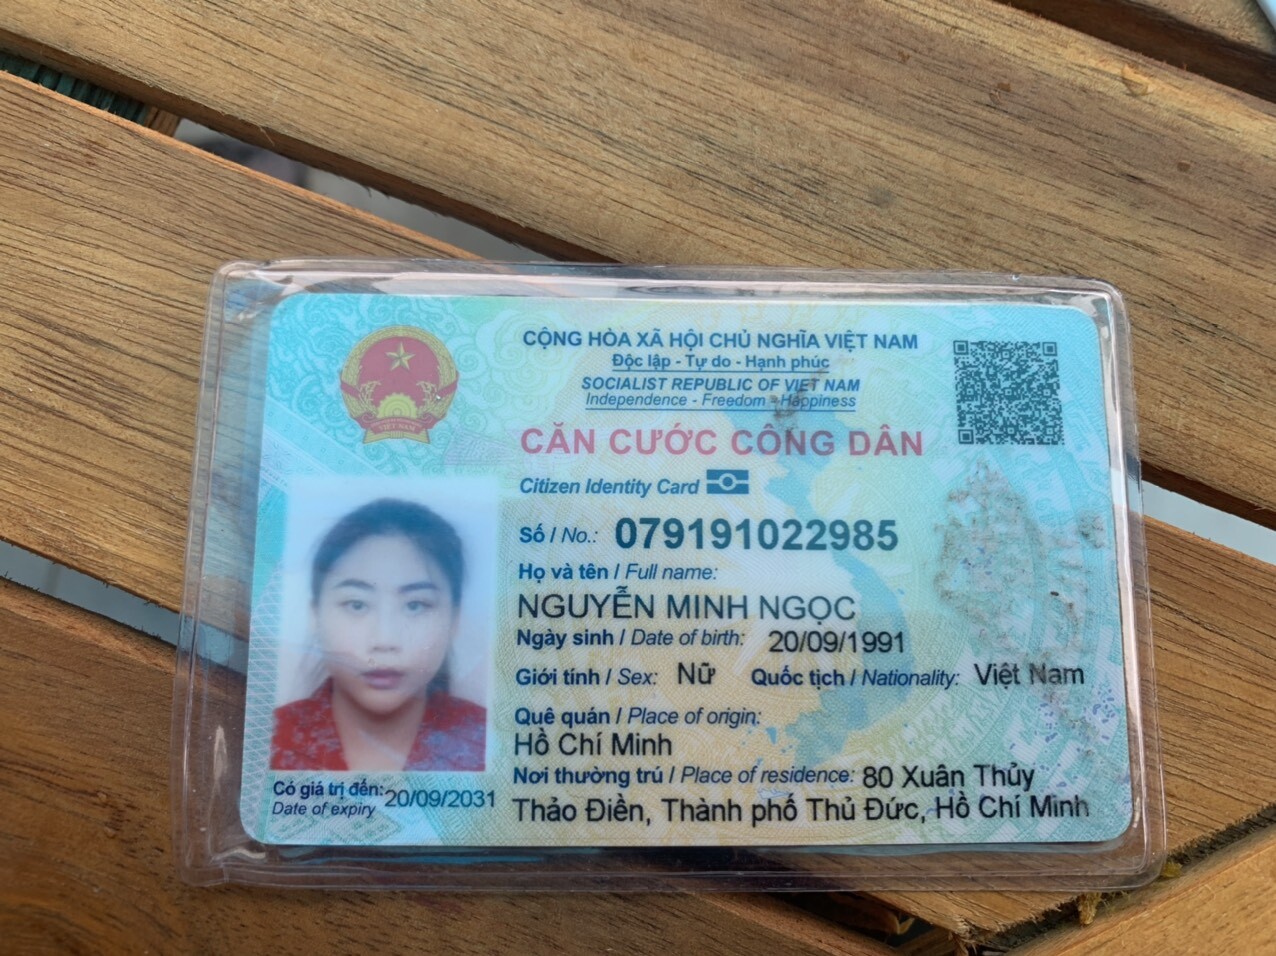 CỘNG HÒA XÃ HỘI CHỦ NGHĨA VIỆT NAM
Độc lập - Tự do - Hạnh phúc
SOCIALIST REPUBLIC OF VIET NAM
Independence - Freedom - Happiness
CĂN CƯỚC CÔNG DÂN
Citizen Identity Card
Số / No.: 079191022985
Họ và tên / Full name:
NGUYỄN MINH NGỌC
Ngày sinh / Date of birth: 20/09/1991
Giới tính / Sex: Nữ Quốc tịch / Nationality: Việt Nam
Quê quán / Place of origin:
Hồ Chí Minh
Nơi thường trú / Place of residence: 80 Xuân Thủy
Thảo Điền, Thành phố Thủ Đức, Hồ Chí Minh
Có giá trị đến: 20/09/2031
Date of expiry
VIỆT NAM